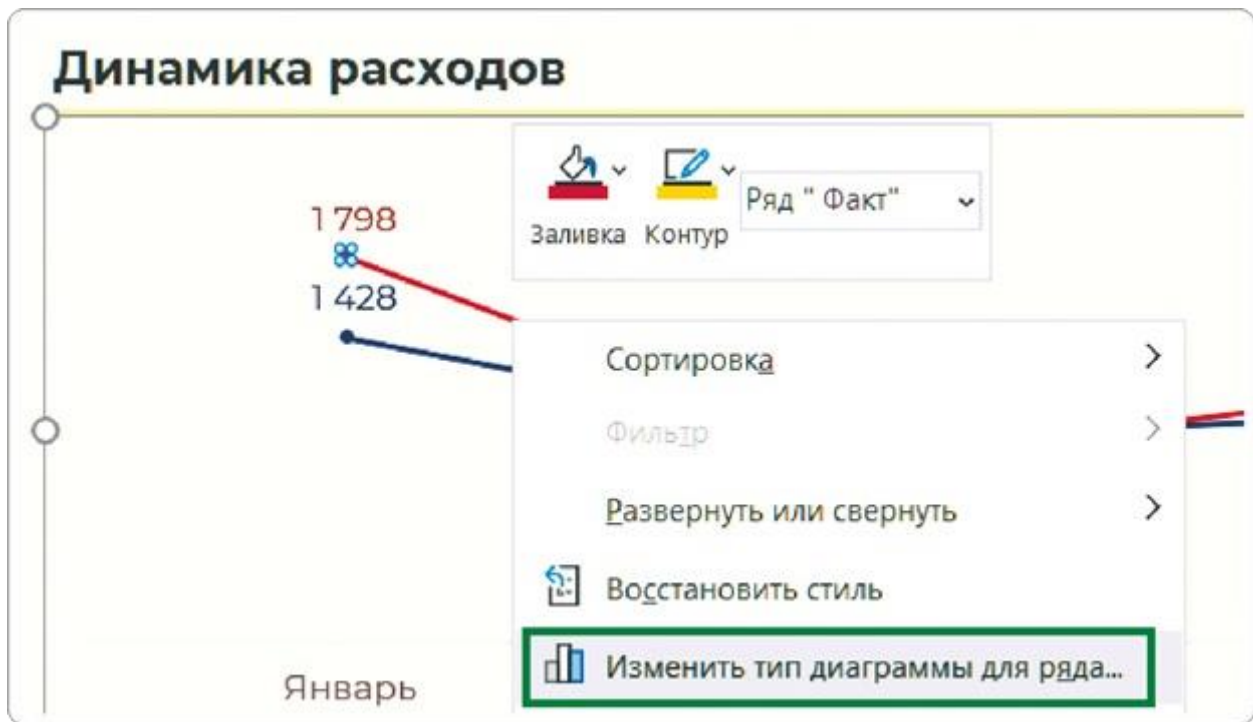 Динамика расходов
Заливка Контур
Ряд " Факт"
1 798
1 428
Сортировка
Фильтр
Развернуть или свернуть
Восстановить стиль
Изменить тип диаграммы для ряда...
Январь